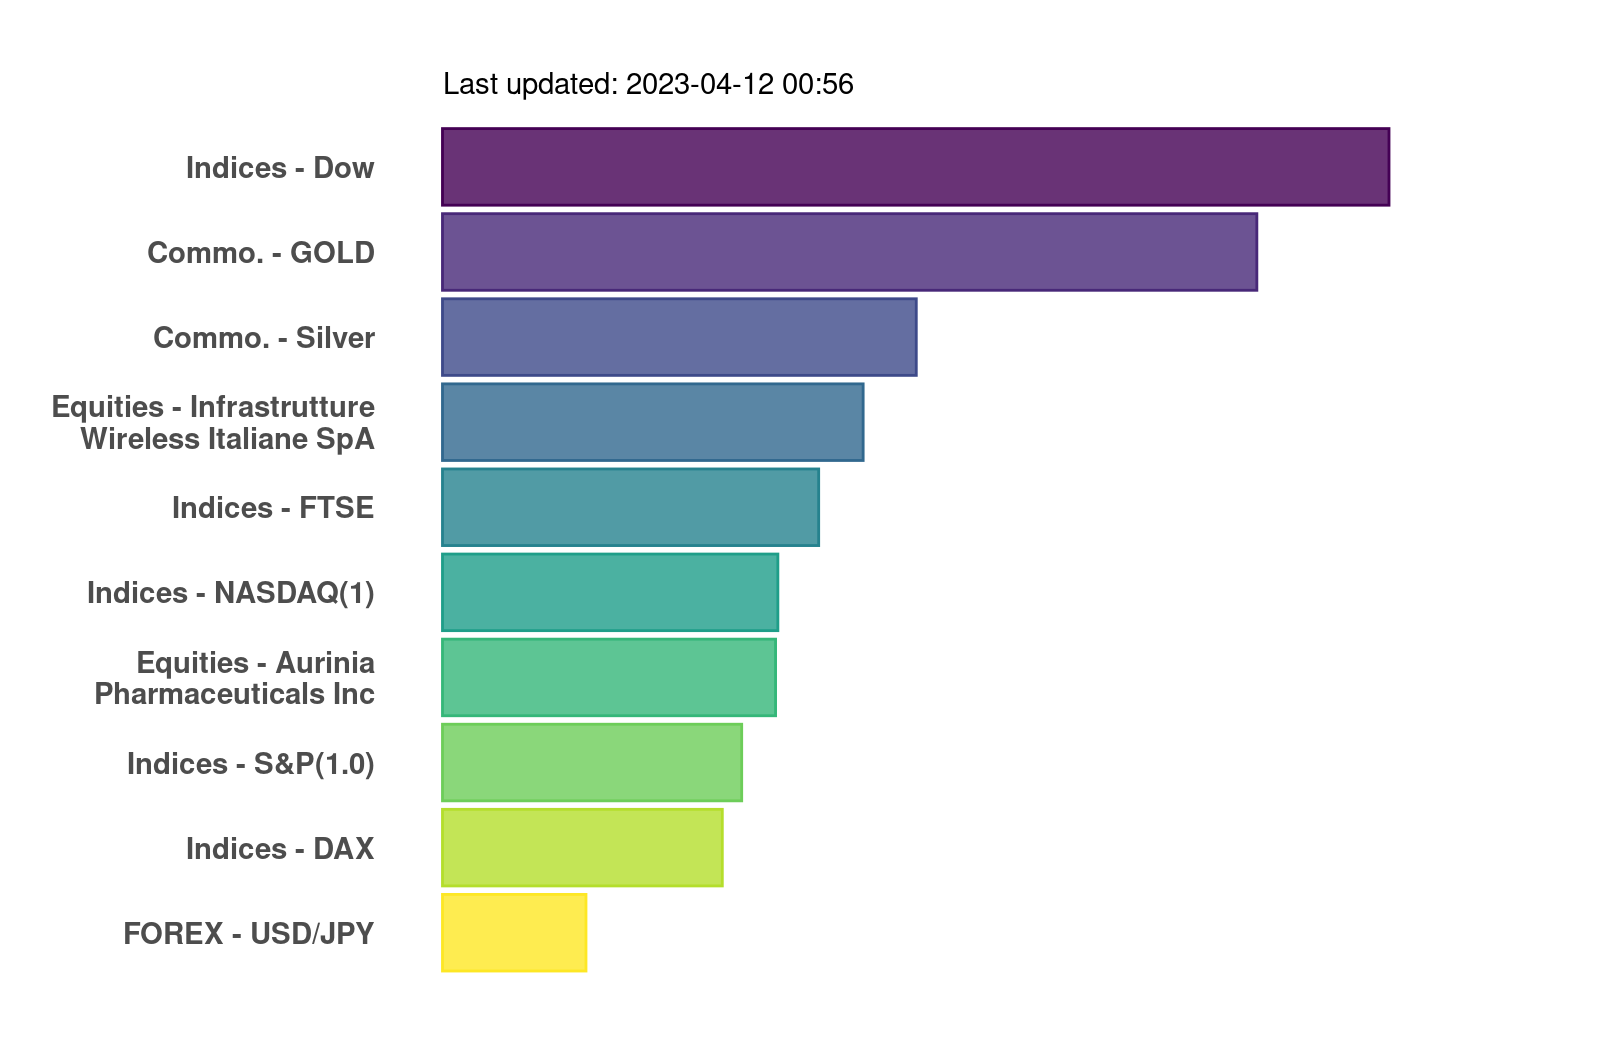 Last updated: 2023-04-12 00:56
Indices - Dow
Commo. - GOLD
Commo. - Silver
Equities - Infrastrutture
Wireless Italiane SpA
Indices - FTSE
Indices - NASDAQ(1)
Equities - Aurinia
Pharmaceuticals Inc
Indices - S&P(1.0)
Indices - DAX
FOREX - USD/JPY